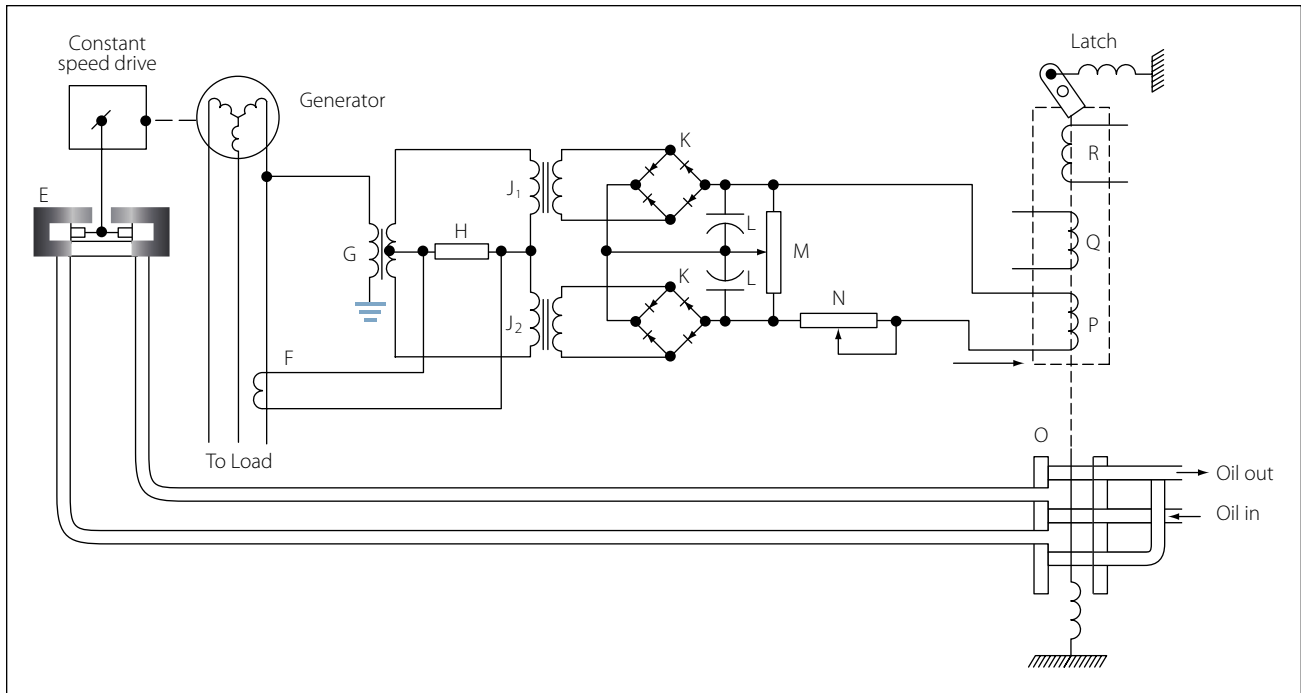 Constant
speed drive
Generator
Latch
E
R
K
J1
H
L
Q
G
M
K
L
N
J2
P
F
O
To Load
Oil out
Oil in